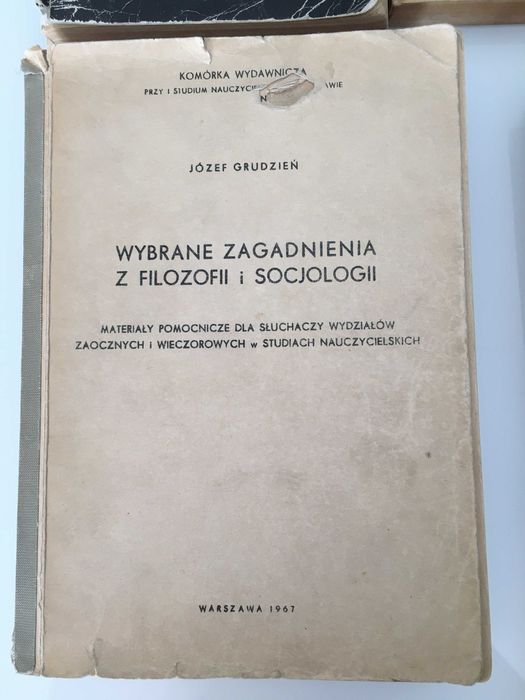 KOMÓRKA WYDAWNICZA
PRZY I STUDIUM
JÓZEF GRUDZIEŃ
WYBRANE ZAGADNIENIA
Z FILOZOFII i SOCJOLOGII
MATERIAŁY POMOCNICZE DLA SŁUCHACZY WYDZIAŁÓW
ZAOCZNYCH i WIECZOROWYCH w STUDIACH NAUCZYCIELSKICH
WARSZAWA 1967